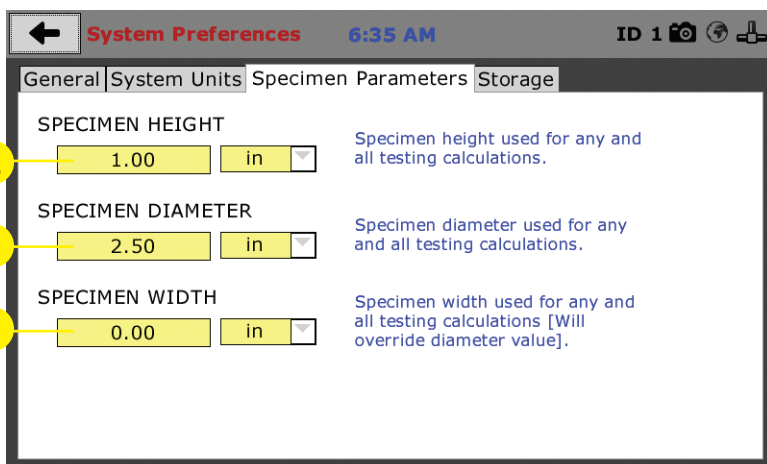 System Preferences 6:35 AM ID 1
General System Units Specimen Parameters Storage
SPECIMEN HEIGHT
1.00 in
Specimen height used for any and
all testing calculations.
SPECIMEN DIAMETER
2.50 in
Specimen diameter used for any
and all testing calculations.
SPECIMEN WIDTH
0.00 in
Specimen width used for any and
all testing calculations [Will
override diameter value].